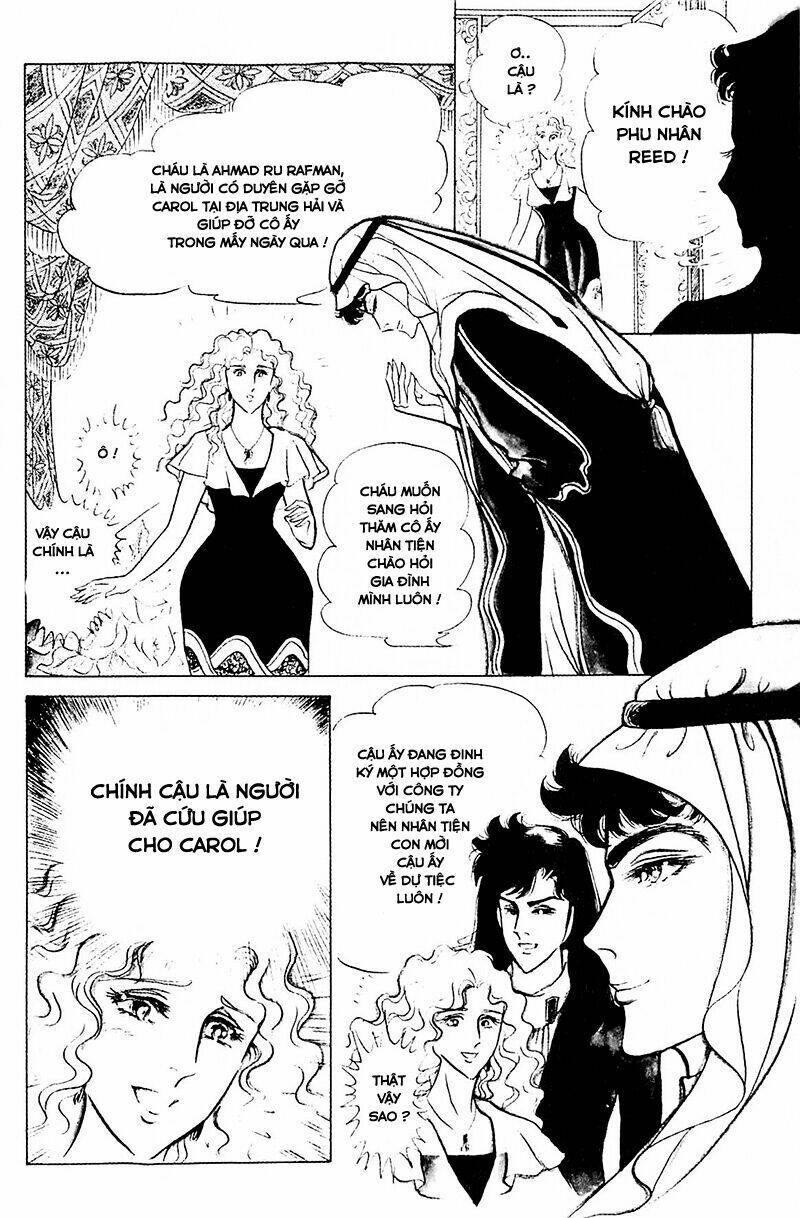 KÍNH CHÀO
PHU NHÂN
REED !
Ơ..
CẬU
LÀ ?
CHÁU LÀ AHMAD RU RAFMAN,
LÀ NGƯỜI CÓ DUYÊN GẶP GỠ
CAROL TẠI ĐỊA TRUNG HẢI VÀ
GIÚP ĐỠ CÔ ẤY
TRONG MẤY NGÀY QUA !
CHÁU MUỐN
SANG HỎI
THĂM CÔ ẤY
NHÂN TIỆN
CHÀO HỎI
GIA ĐÌNH
MÌNH LUÔN !
Ô !
VẬY CẬU
CHÍNH LÀ
...
CHÍNH CẬU LÀ NGƯỜI
ĐÃ CỨU GIÚP
CHO CAROL !
CẬU ẤY ĐANG ĐINH
KÝ MỘT HỢP ĐỒNG
VỚI CÔNG TY
CHÚNG TA
NÊN NHÂN TIỆN
CON MỜI
CẬU ẤY
VỀ DỰ TIỆC
LUÔN !
THẬT
VẬY
SAO ?